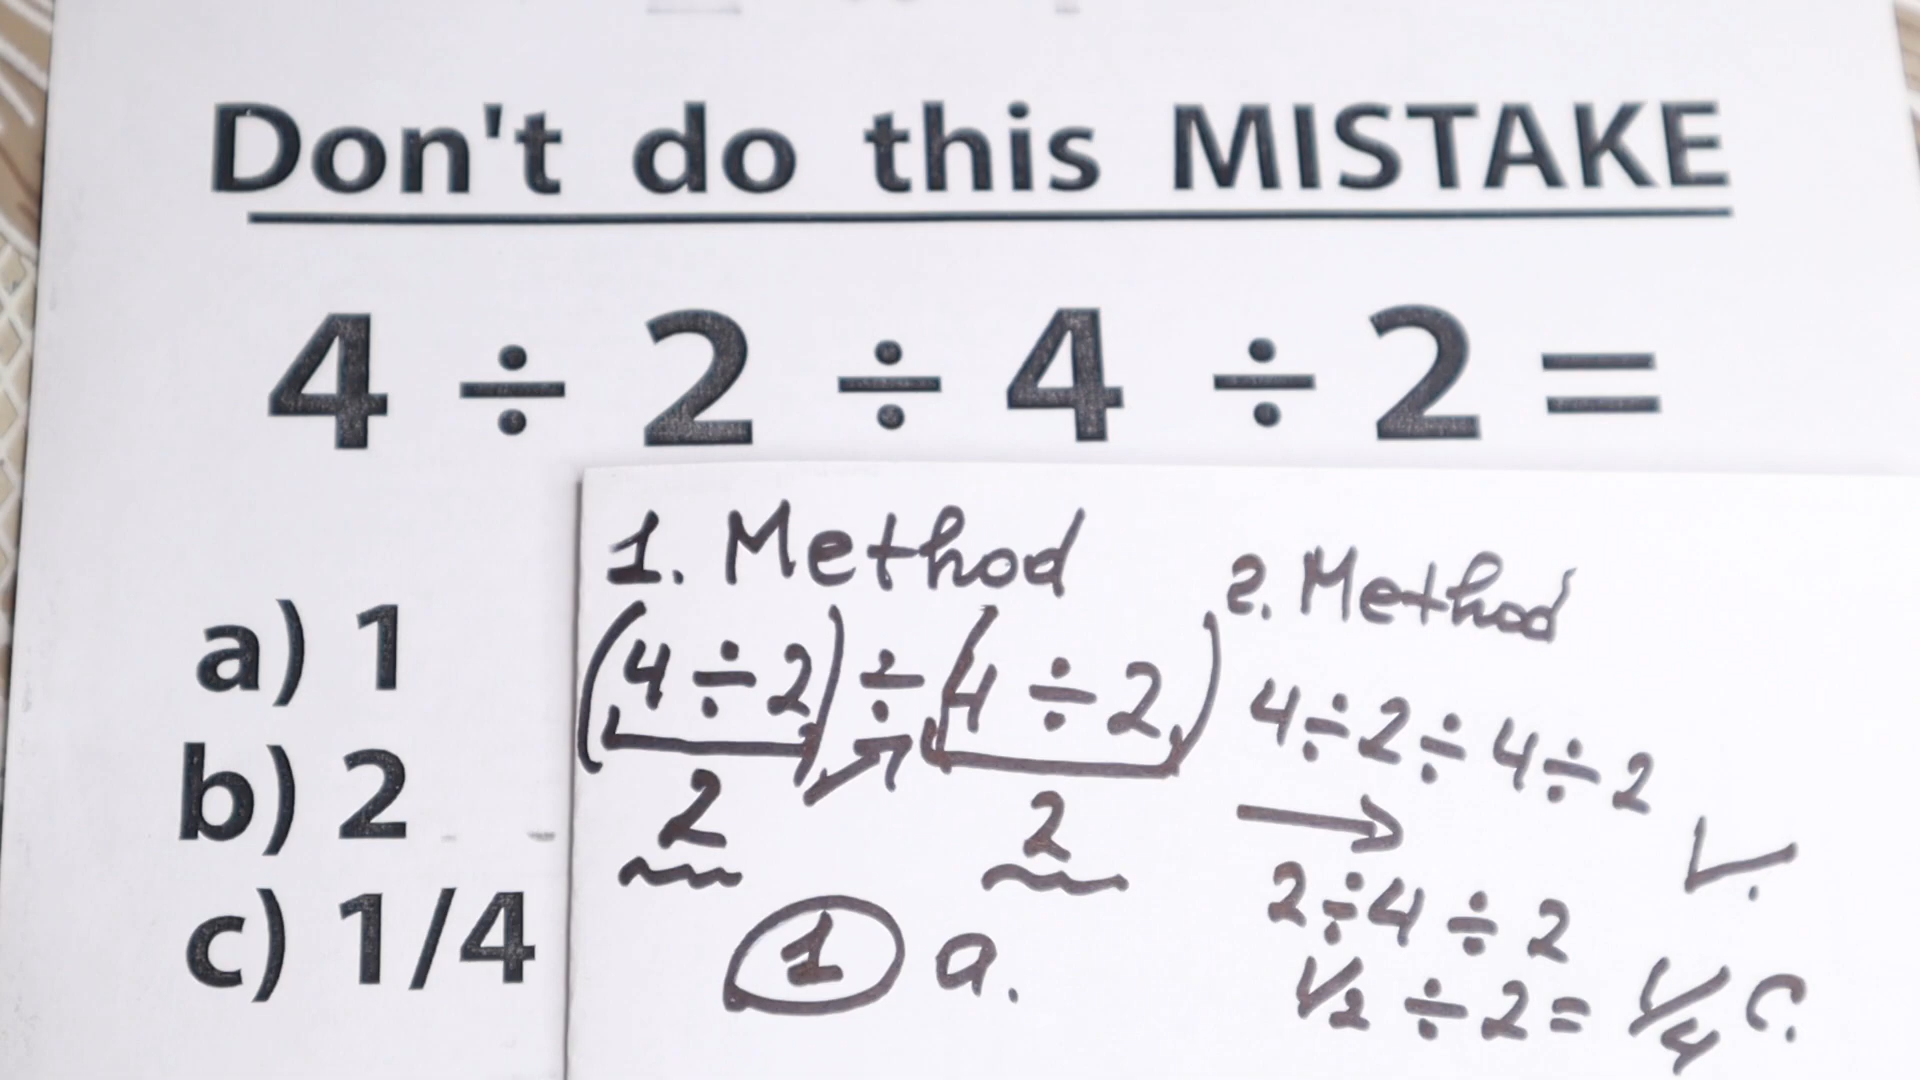 Don't do this MISTAKE
4 ÷ 2 ÷ 4 ÷ 2 =
a) 1
b) 2
c) 1/4
1. Method
(4 ÷ 2) ÷ (4 ÷ 2)
2 2
1 a.
2. Method
4 ÷ 2 ÷ 4 ÷ 2
2 ÷ 4 ÷ 2
1/2 ÷ 2 = 1/4 c.